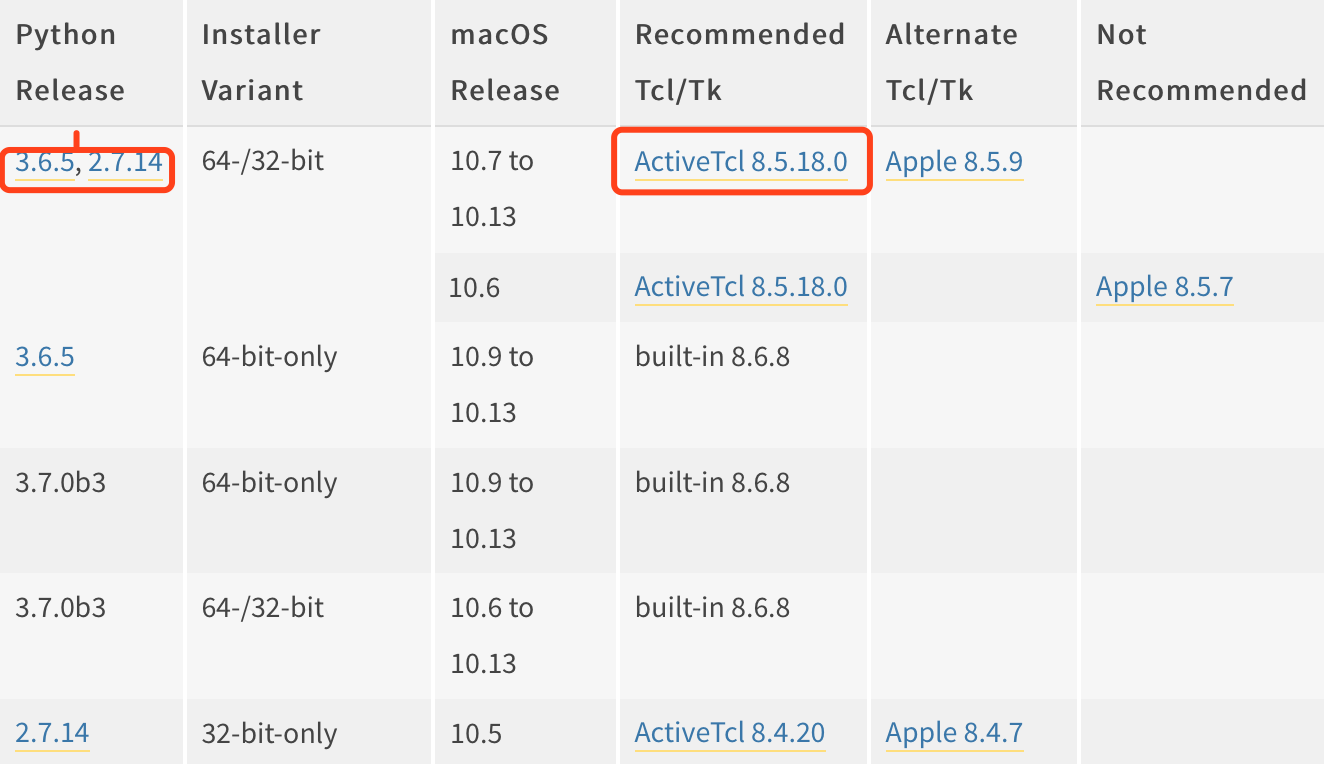 Python Installer macOS Recommended Alternate Not
Release Variant Release Tcl/Tk Tcl/Tk Recommended
3.6.5, 2.7.14 64-/32-bit 10.7 to ActiveTcl 8.5.18.0 Apple 8.5.9
10.13
10.6 ActiveTcl 8.5.18.0 Apple 8.5.7
3.6.5 64-bit-only 10.9 to built-in 8.6.8
10.13
3.7.0b3 64-bit-only 10.9 to built-in 8.6.8
10.13
3.7.0b3 64-/32-bit 10.6 to built-in 8.6.8
10.13
2.7.14 32-bit-only 10.5 ActiveTcl 8.4.20 Apple 8.4.7